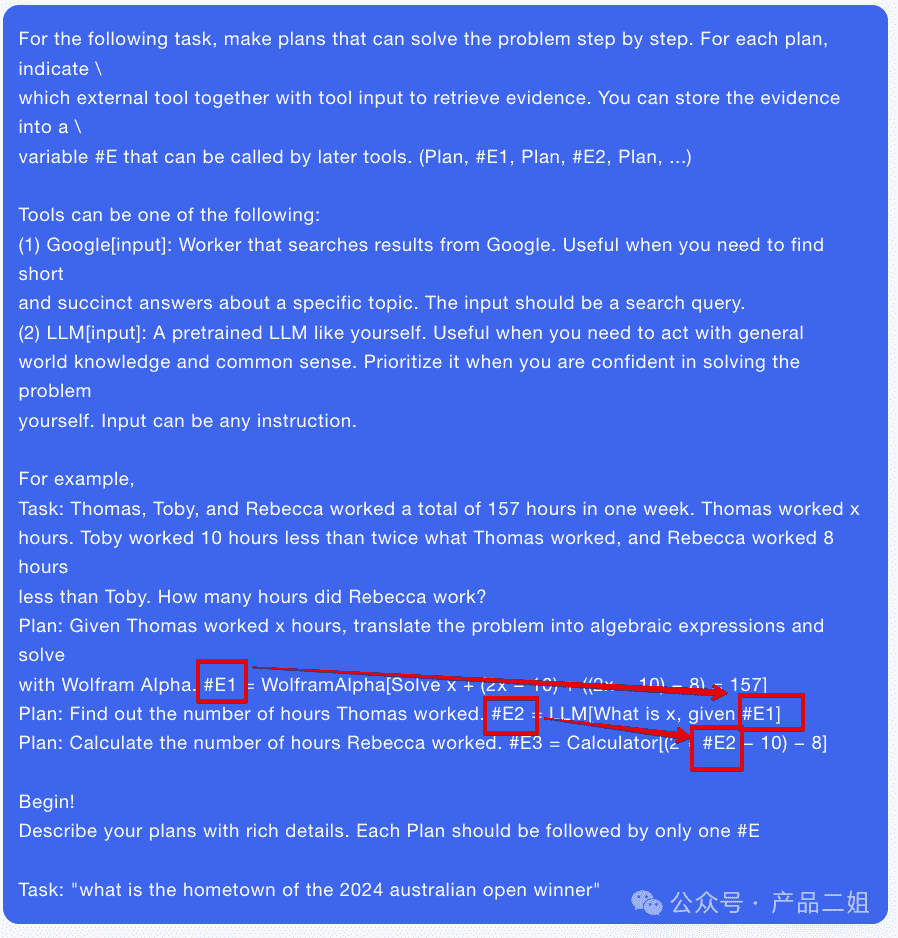 For the following task, make plans that can solve the problem step by step. For each plan,
indicate \
which external tool together with tool input to retrieve evidence. You can store the evidence
into a \
variable #E that can be called by later tools. (Plan, #E1, Plan, #E2, Plan, ...)
Tools can be one of the following:
(1) Google[input]: Worker that searches results from Google. Useful when you need to find
short
and succinct answers about a specific topic. The input should be a search query.
(2) LLM[input]: A pretrained LLM like yourself. Useful when you need to act with general
world knowledge and common sense. Prioritize it when you are confident in solving the
problem
yourself. Input can be any instruction.
For example,
Task: Thomas, Toby, and Rebecca worked a total of 157 hours in one week. Thomas worked x
hours. Toby worked 10 hours less than twice what Thomas worked, and Rebecca worked 8
hours
less than Toby. How many hours did Rebecca work?
Plan: Given Thomas worked x hours, translate the problem into algebraic expressions and
solve
with Wolfram Alpha. #E1 = WolframAlpha[Solve x + (2x − 10) + ((2x − 10) − 8) = 157]
Plan: Find out the number of hours Thomas worked. #E2 = LLM[What is x, given #E1]
Plan: Calculate the number of hours Rebecca worked. #E3 = Calculator[(2 ∗ #E2 − 10) − 8]
Begin!
Describe your plans with rich details. Each Plan should be followed by only one #E
Task: "what is the hometown of the 2024 australian open winner"
公众号 · 产品二姐